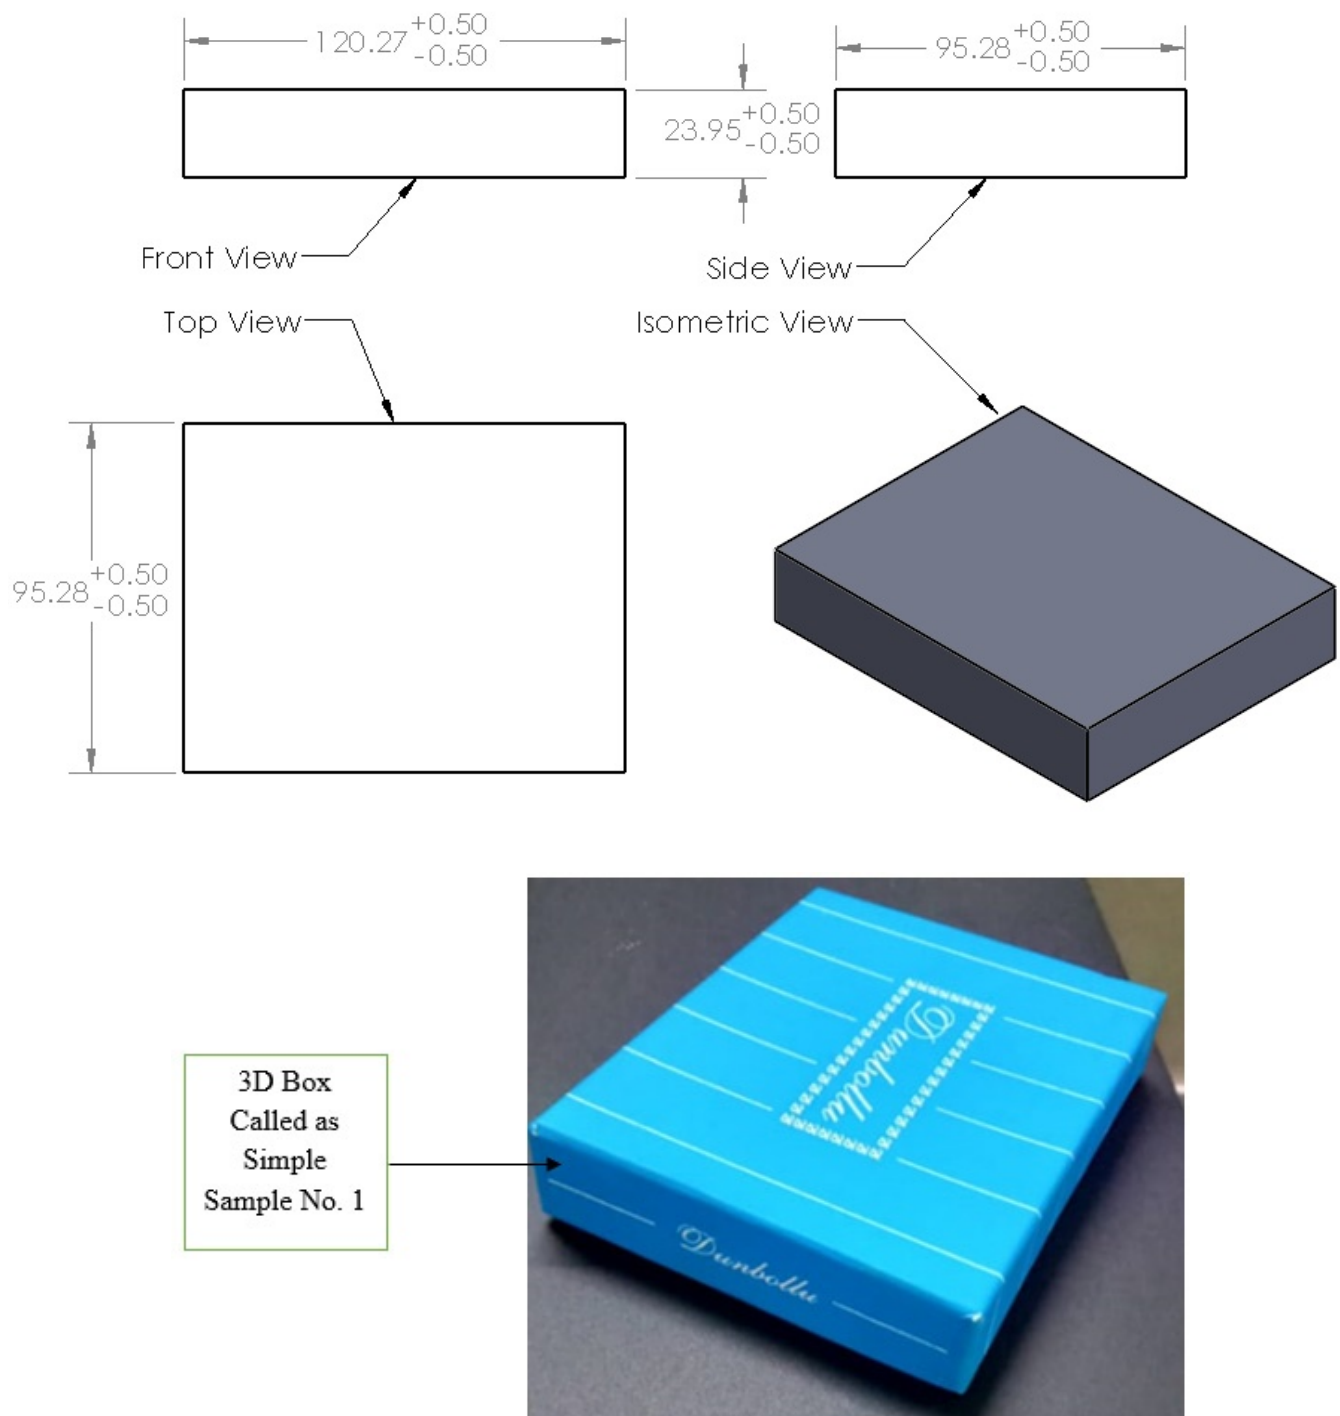 120.27 +0.50 -0.50
95.28 +0.50 -0.50
23.95 +0.50 -0.50
Front View
Side View
Top View
Isometric View
95.28 +0.50 -0.50
3D Box
Called as
Simple
Sample No. 1
Dunbollu
Dunbollu